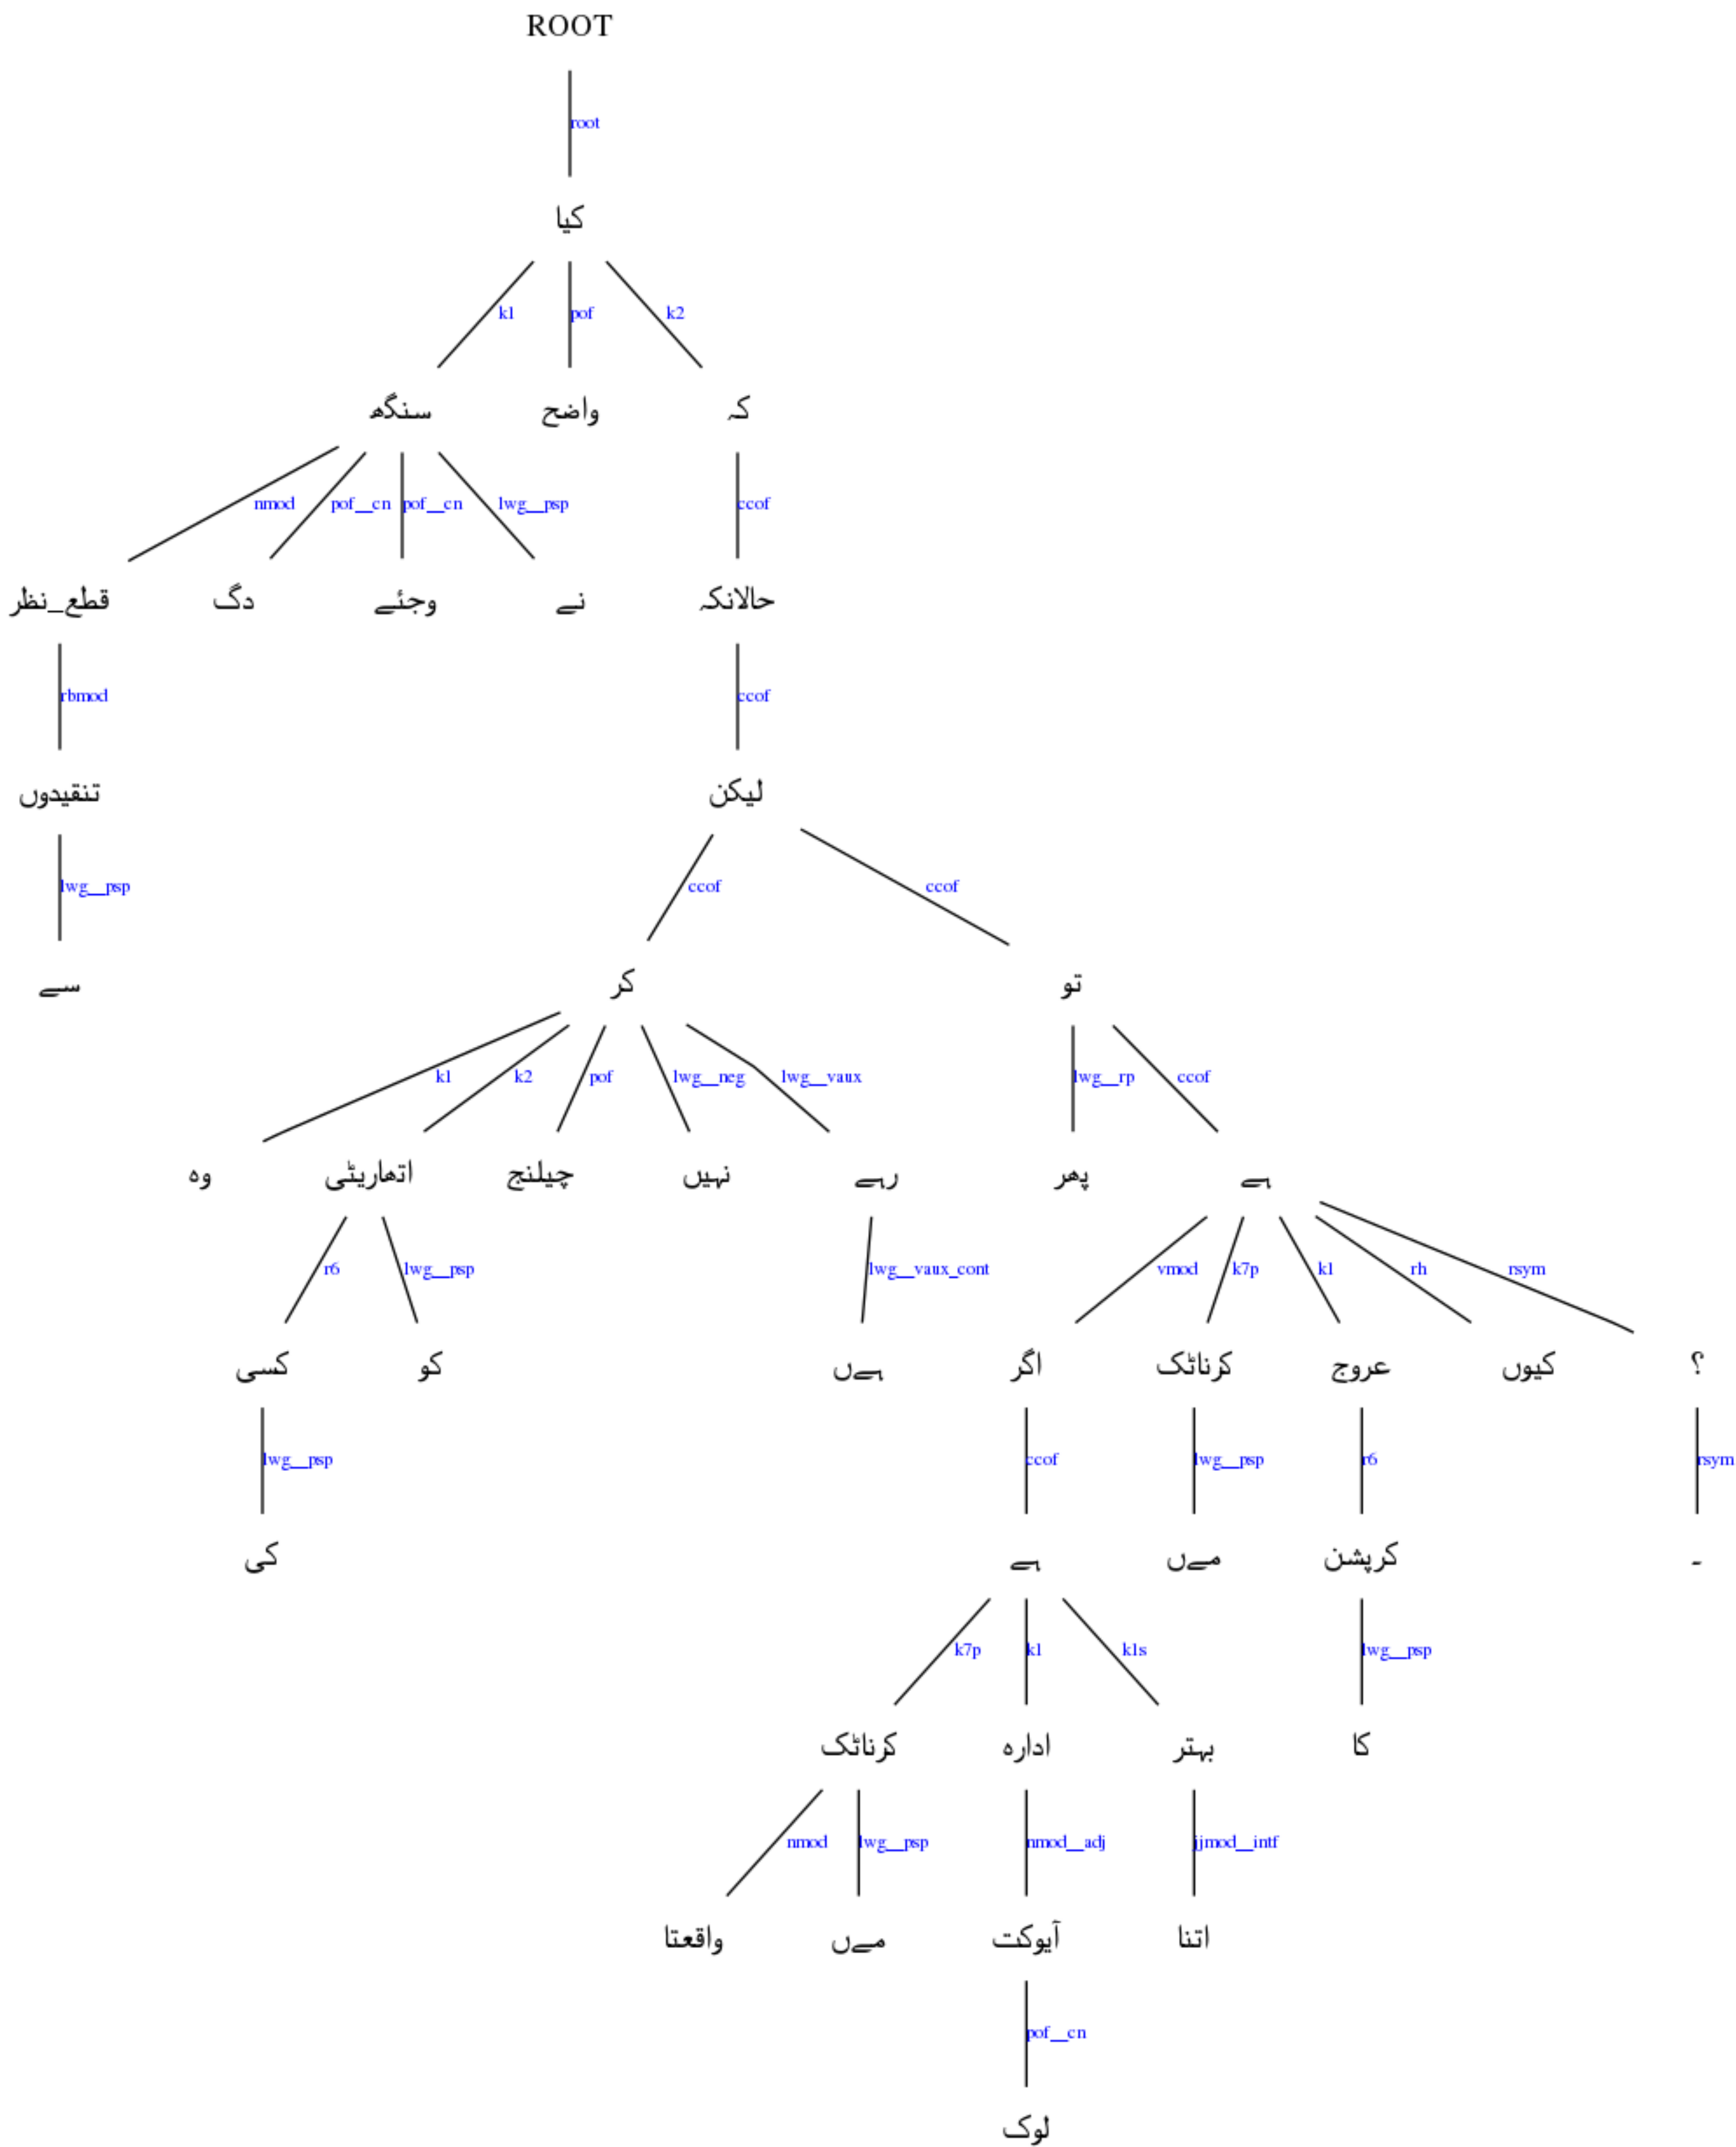 ROOT
root
کیا
k1 pof k2
سنگھ واضح کہ
nmod pof__cn pof__cn lwg__psp ccof
قطع_نظر دگ وجئے نے حالانکہ
rbmod ccof
تنقیدوں لیکن
lwg__psp ccof ccof
سے کر تو
k1 k2 pof lwg__neg lwg__vaux lwg__rp ccof
وہ اتھاریٹی چیلنج نہیں رہے پھر ہے
r6 lwg__psp lwg__vaux_cont vmod k7p k1 rh rsym
کسی کو ہےں اگر کرناٹک عروج کیوں ؟
lwg__psp ccof lwg__psp r6 rsym
کی ہے مےں کرپشن ۔
k7p k1 k1s lwg__psp
کرناٹک ادارہ بہتر کا
nmod lwg__psp nmod__adj jjmod__intf
واقعتا مےں آیوکت اتنا
pof__cn
لوک